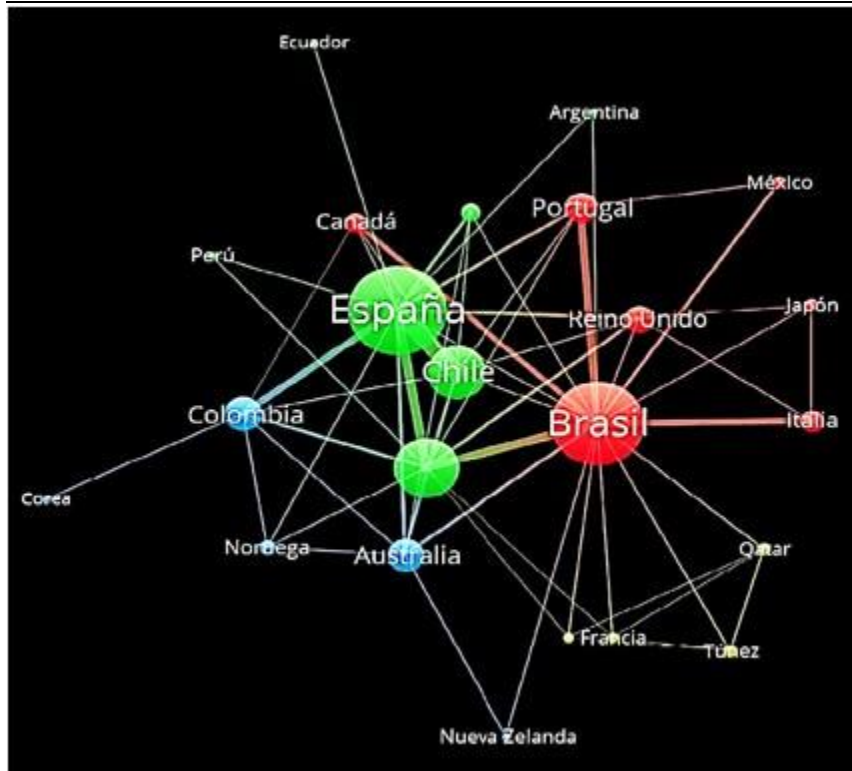 Ecuador
Argentina
México
Portugal
Canadá
Perú
España
Reino Unido
Japón
Chile
Colombia
Brasil
Italia
Corea
Noruega
Australia
Qatar
Francia
Túnez
Nueva Zelanda